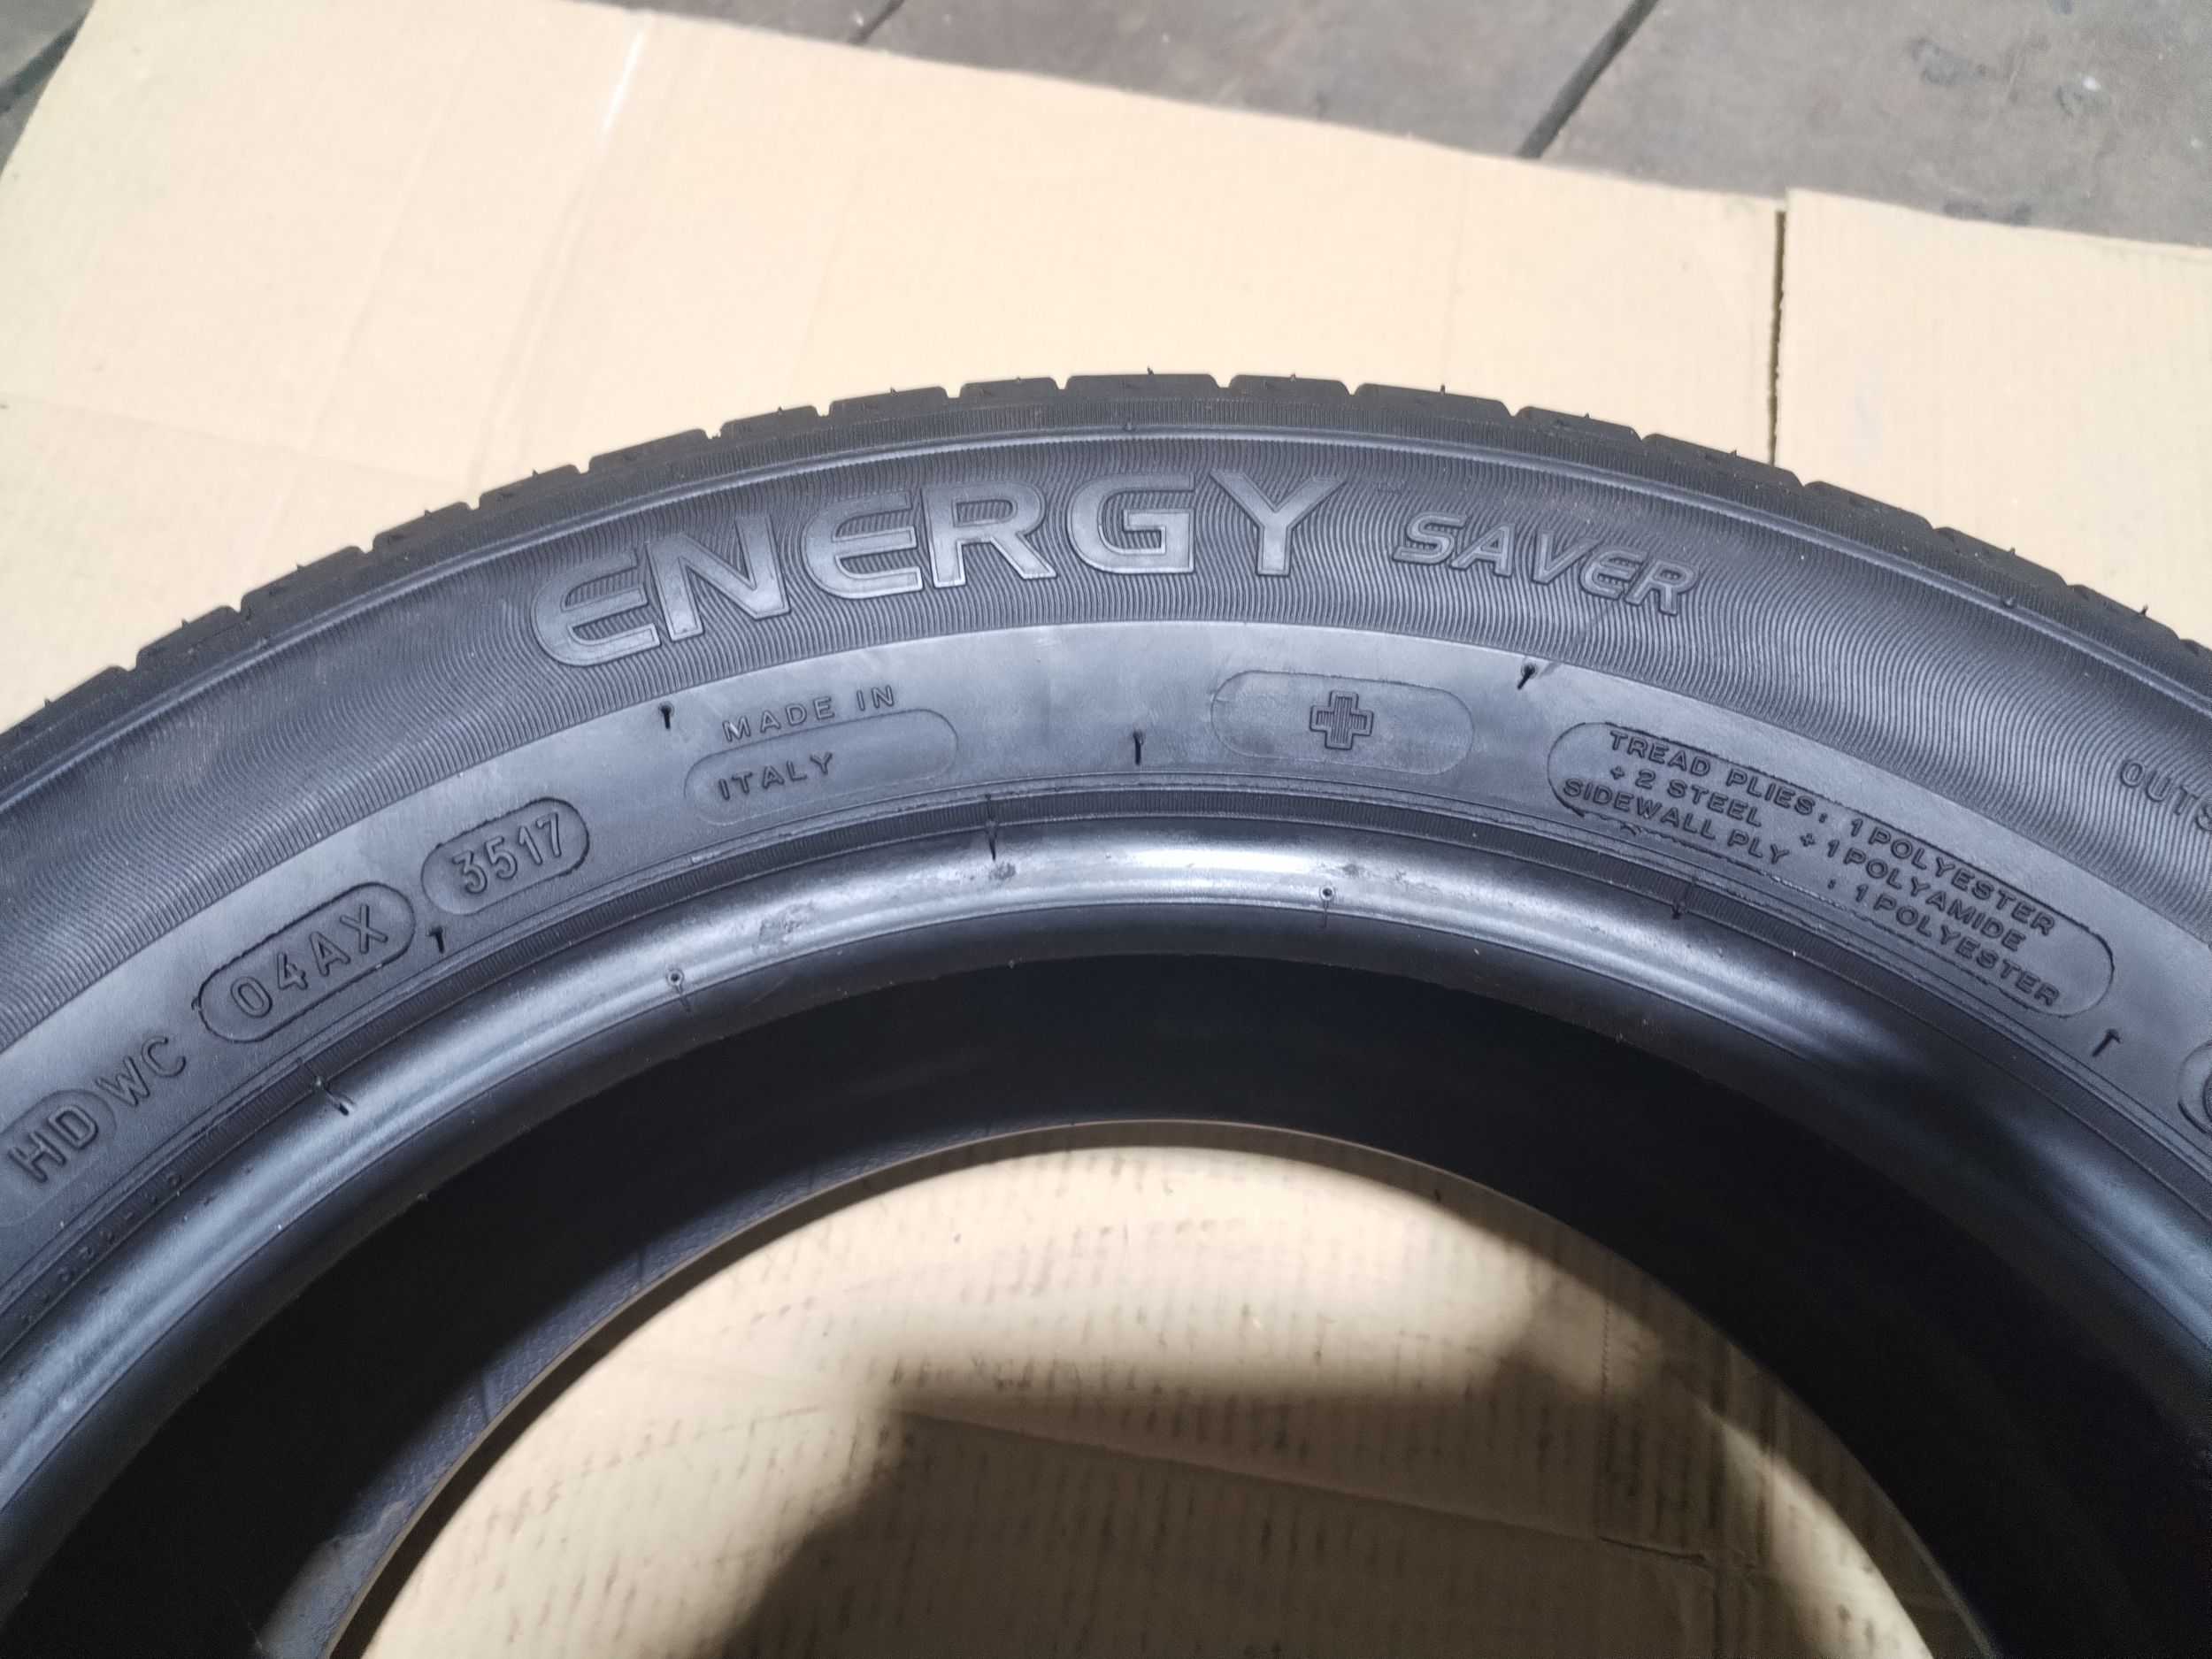 ENERGY SAVER
MADE IN
ITALY
+
TREAD PLIES: 1 POLYESTER
+ 2 STEEL + 1 POLYAMIDE
SIDEWALL PLY : 1 POLYESTER
HD WC 04AX 3517